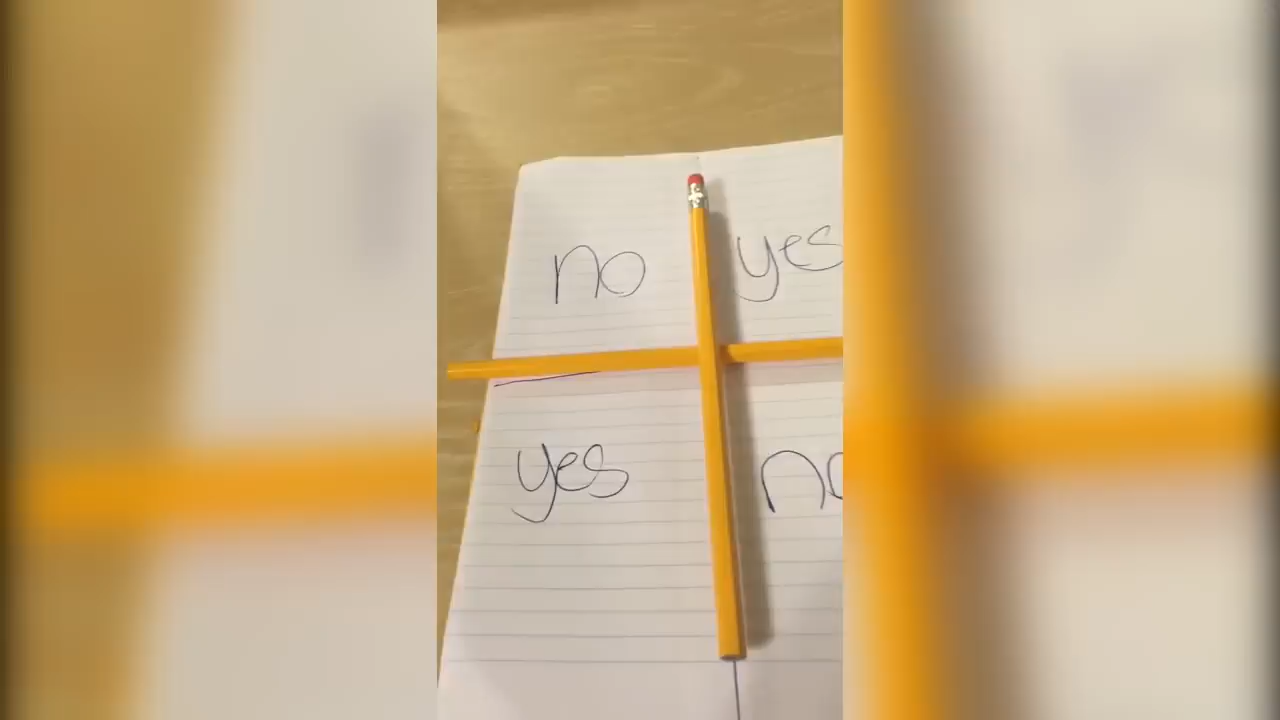 no yes
yes no